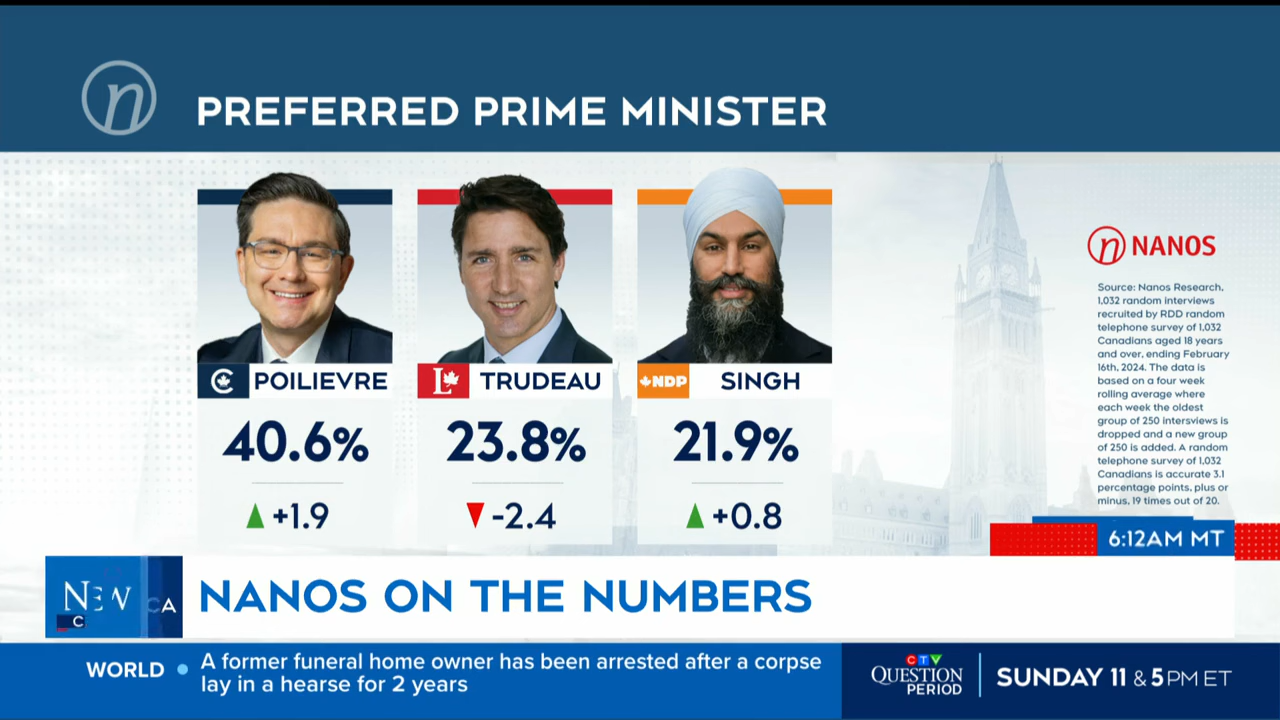 PREFERRED PRIME MINISTER
POILIEVRE
TRUDEAU
NDP
SINGH
40.6%
23.8%
21.9%
+1.9
-2.4
+0.8
NANOS
Source: Nanos Research,
1,032 random interviews
recruited by RDD random
telephone survey of 1,032
Canadians aged 18 years
and over, ending February
16th, 2024. The data is
based on a four week
rolling average where
each week the oldest
group of 250 intersviews is
dropped and a new group
of 250 is added. A random
telephone survey of 1,032
Canadians is accurate 3.1
percentage points, plus or
minus, 19 times out of 20.
6:12AM MT
NANOS ON THE NUMBERS
WORLD
A former funeral home owner has been arrested after a corpse
lay in a hearse for 2 years
CTV
QUESTION
PERIOD
SUNDAY 11 & 5PM ET